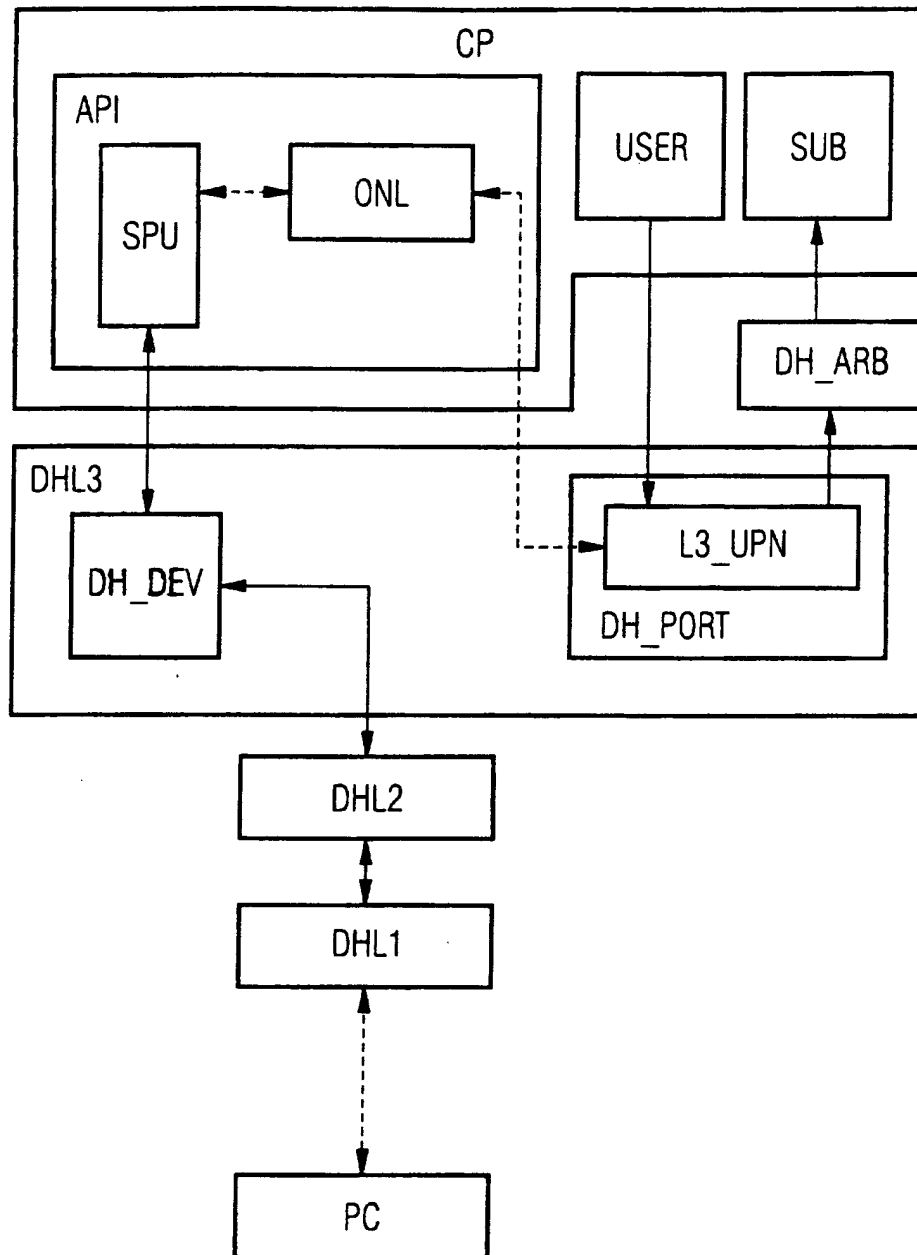 CP
API
USER
SUB
ONL
SPU
DH_ARB
DHL3
L3_UPN
DH_DEV
DH_PORT
DHL2
DHL1
PC